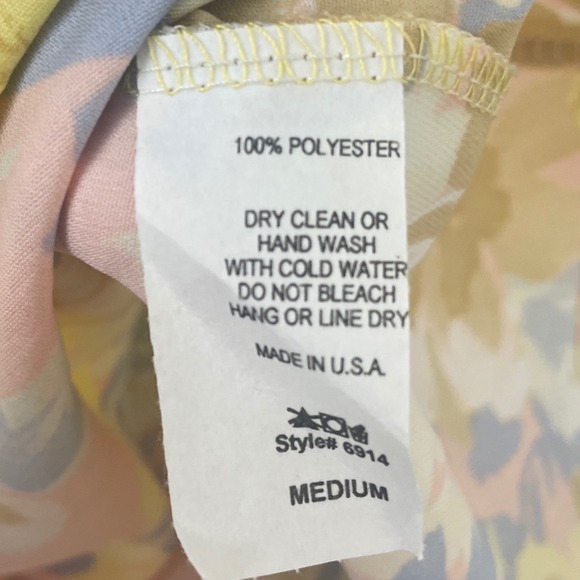 100% POLYESTER
DRY CLEAN OR
HAND WASH
WITH COLD WATER
DO NOT BLEACH
HANG OR LINE DRY
MADE IN U.S.A.
Style# 6914
MEDIUM